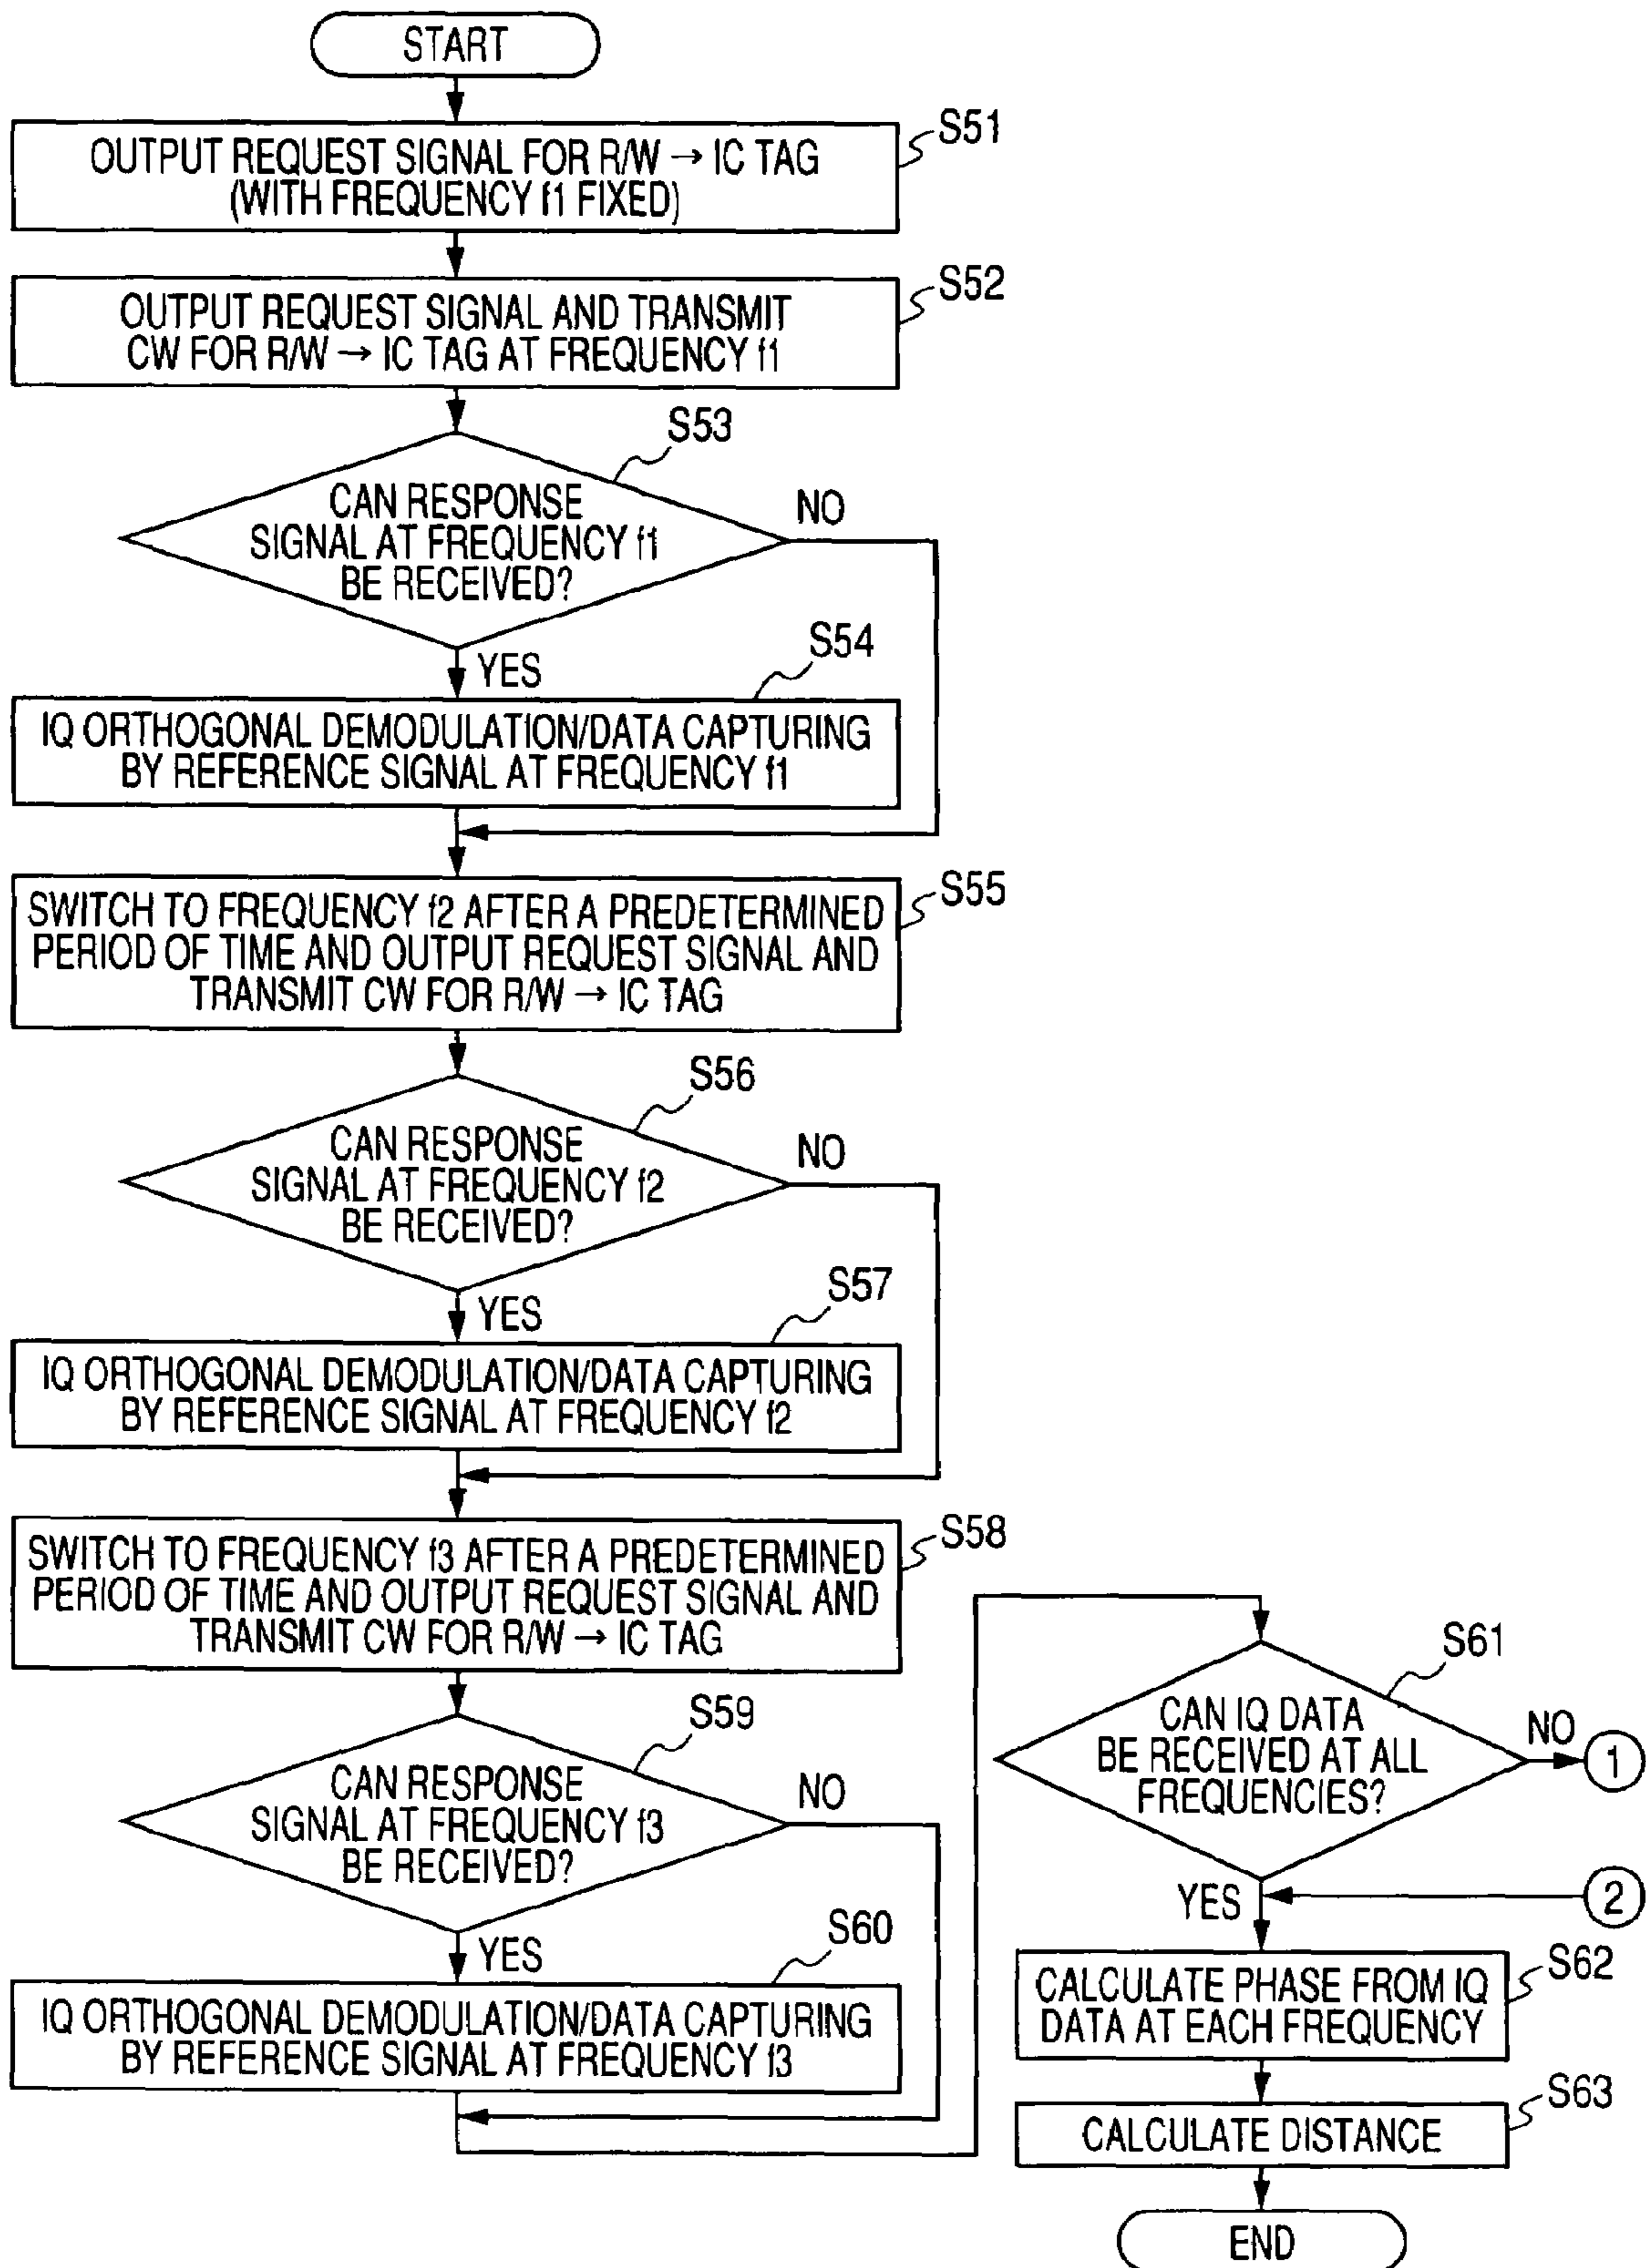 START
S51
OUTPUT REQUEST SIGNAL FOR R/W → IC TAG
(WITH FREQUENCY f1 FIXED)
S52
OUTPUT REQUEST SIGNAL AND TRANSMIT
CW FOR R/W → IC TAG AT FREQUENCY f1
S53
CAN RESPONSE
SIGNAL AT FREQUENCY f1
BE RECEIVED?
NO
YES
S54
IQ ORTHOGONAL DEMODULATION/DATA CAPTURING
BY REFERENCE SIGNAL AT FREQUENCY f1
S55
SWITCH TO FREQUENCY f2 AFTER A PREDETERMINED
PERIOD OF TIME AND OUTPUT REQUEST SIGNAL AND
TRANSMIT CW FOR R/W → IC TAG
S56
CAN RESPONSE
SIGNAL AT FREQUENCY f2
BE RECEIVED?
NO
YES
S57
IQ ORTHOGONAL DEMODULATION/DATA CAPTURING
BY REFERENCE SIGNAL AT FREQUENCY f2
S58
SWITCH TO FREQUENCY f3 AFTER A PREDETERMINED
PERIOD OF TIME AND OUTPUT REQUEST SIGNAL AND
TRANSMIT CW FOR R/W → IC TAG
S59
CAN RESPONSE
SIGNAL AT FREQUENCY f3
BE RECEIVED?
NO
YES
S60
IQ ORTHOGONAL DEMODULATION/DATA CAPTURING
BY REFERENCE SIGNAL AT FREQUENCY f3
S61
CAN IQ DATA
BE RECEIVED AT ALL
FREQUENCIES?
NO
1
YES
2
S62
CALCULATE PHASE FROM IQ
DATA AT EACH FREQUENCY
S63
CALCULATE DISTANCE
END